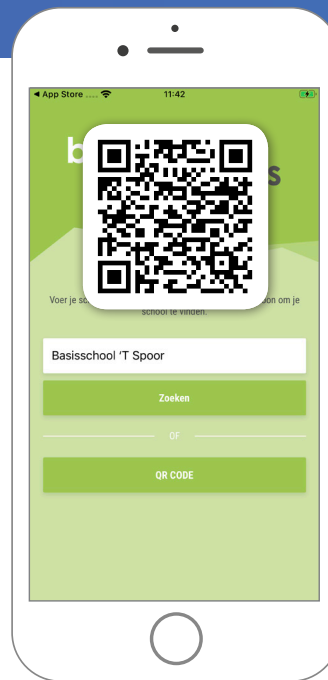 App Store ..... 11:42
b s
Voer je sc on om je
school te vinden.
Basisschool ‘T Spoor
Zoeken
OF
QR CODE